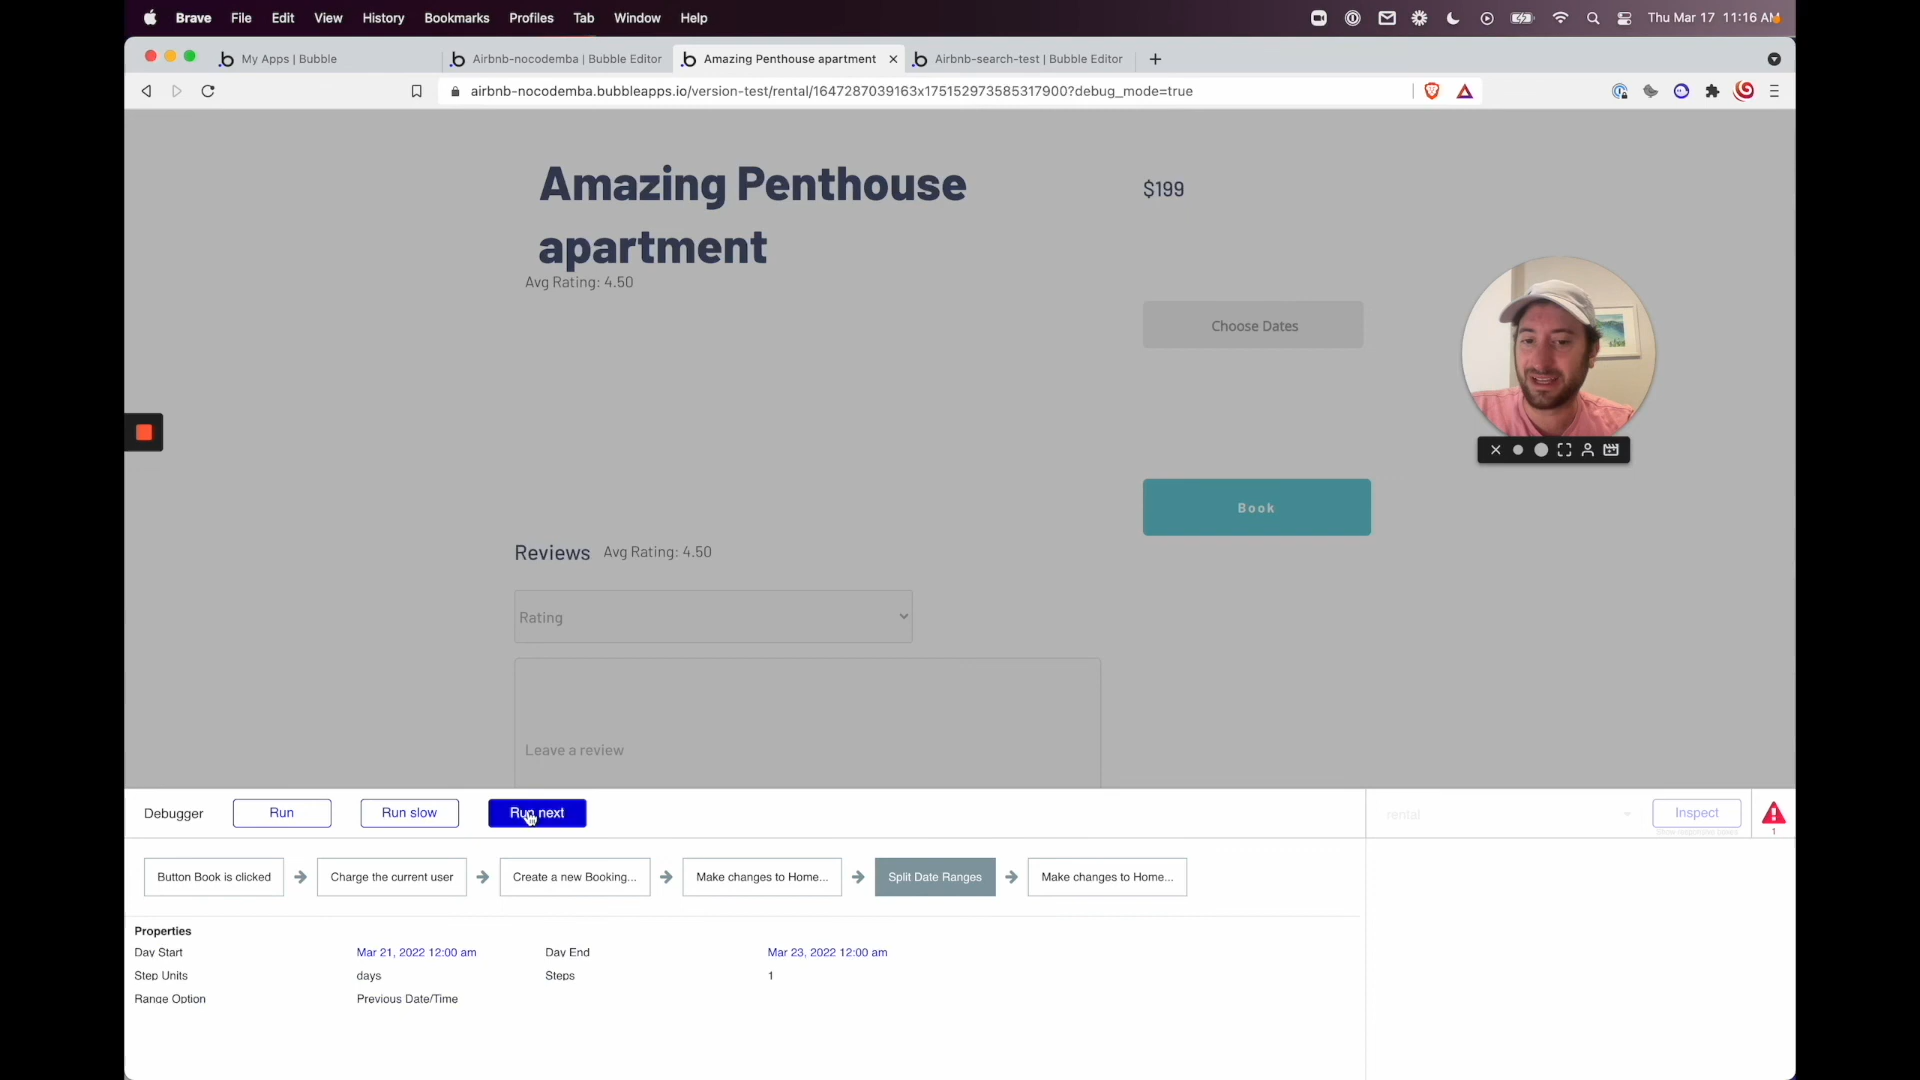 Brave File Edit View History Bookmarks Profiles Tab Window Help Thu Mar 17 11:16 AM
My Apps | Bubble Airbnb-nocodemba | Bubble Editor Amazing Penthouse apartment Airbnb-search-test | Bubble Editor
airbnb-nocodemba.bubbleapps.io/version-test/rental/1647287039163x175152973585317900?debug_mode=true
Amazing Penthouse
apartment
$199
Avg Rating: 4.50
Choose Dates
Book
Reviews Avg Rating: 4.50
Rating
Leave a review
Debugger Run Run slow Run next rental Inspect
1
Button Book is clicked Charge the current user Create a new Booking... Make changes to Home... Split Date Ranges Make changes to Home...
Properties
Day Start Mar 21, 2022 12:00 am Day End Mar 23, 2022 12:00 am
Step Units days Steps 1
Range Option Previous Date/Time